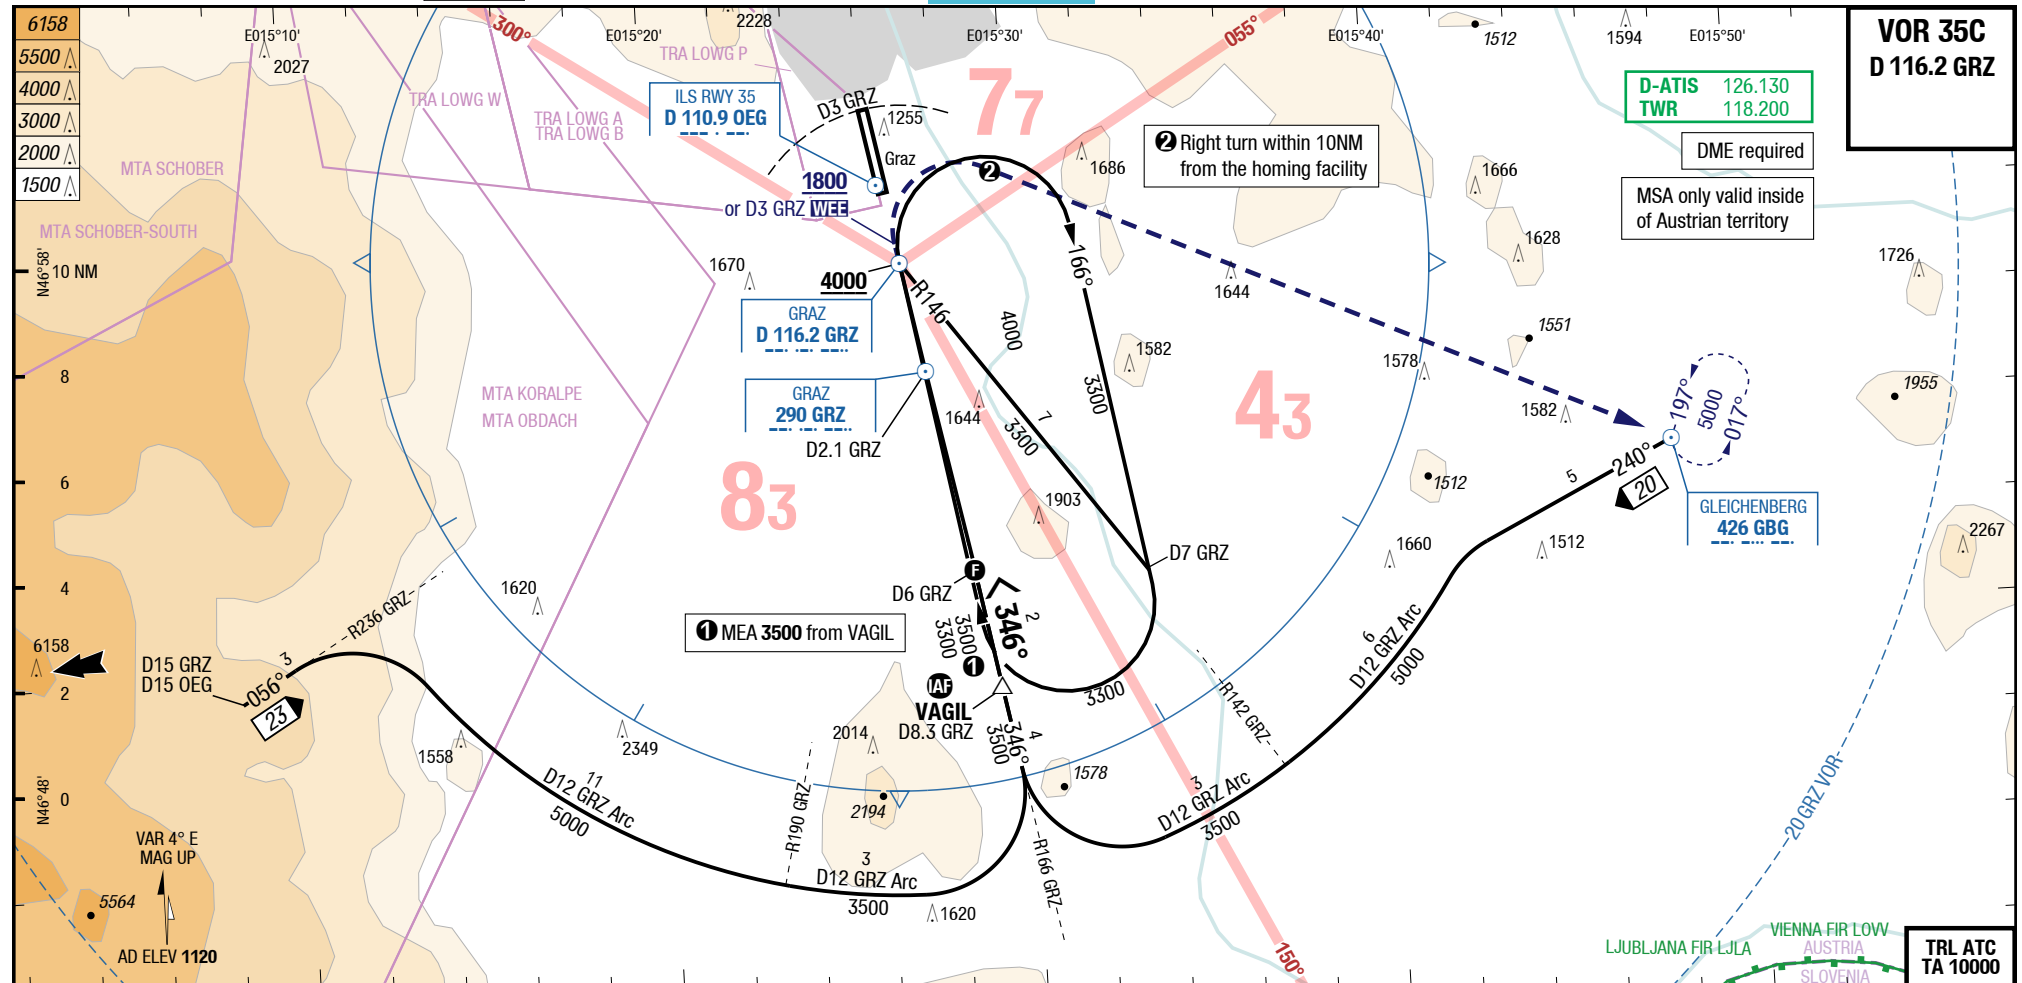 6158
5500
4000
3000
2000
1500
E015°10'
E015°20'
E015°30'
E015°40'
E015°50'
2027
2228
300°
055°
1512
1594
VOR 35C
D 116.2 GRZ
D-ATIS 126.130
TWR 118.200
DME required
MSA only valid inside
of Austrian territory
TRA LOWG P
TRA LOWG W
TRA LOWG A
TRA LOWG B
ILS RWY 35
D 110.9 OEG
D3 GRZ
1255
Graz
77
❷ Right turn within 10NM
from the homing facility
1686
1666
MTA SCHOBER
MTA SCHOBER-SOUTH
1800
or D3 GRZ WEE
2
166°
1628
1726
N46°58'
10 NM
1670
4000
R146
1644
GRAZ
D 116.2 GRZ
4000
3300
1582
1551
1578
8
GRAZ
290 GRZ
D2.1 GRZ
MTA KORALPE
MTA OBDACH
1644
7
3300
43
1582
197°
5000
017°
1955
83
6
1903
1512
240°
5
20
GLEICHENBERG
426 GBG
2267
D7 GRZ
1660
1512
4
1620
R236 GRZ
D6 GRZ
F
346°
2
3500
3300
1
❶ MEA 3500 from VAGIL
6158
D15 GRZ
D15 OEG
056°
3
23
2
IAF
VAGIL
D8.3 GRZ
3300
346°
4
3500
R142 GRZ
6
D12 GRZ Arc
5000
1558
2349
2014
2194
1578
11
D12 GRZ Arc
5000
R190 GRZ
3
D12 GRZ Arc
3500
N46°48'
0
20 GRZ VOR
VAR 4° E
MAG UP
5564
AD ELEV 1120
3
D12 GRZ Arc
3500
1620
R166 GRZ
150°
LJUBLJANA FIR LJLA
VIENNA FIR LOVV
AUSTRIA
SLOVENIA
TRL ATC
TA 10000